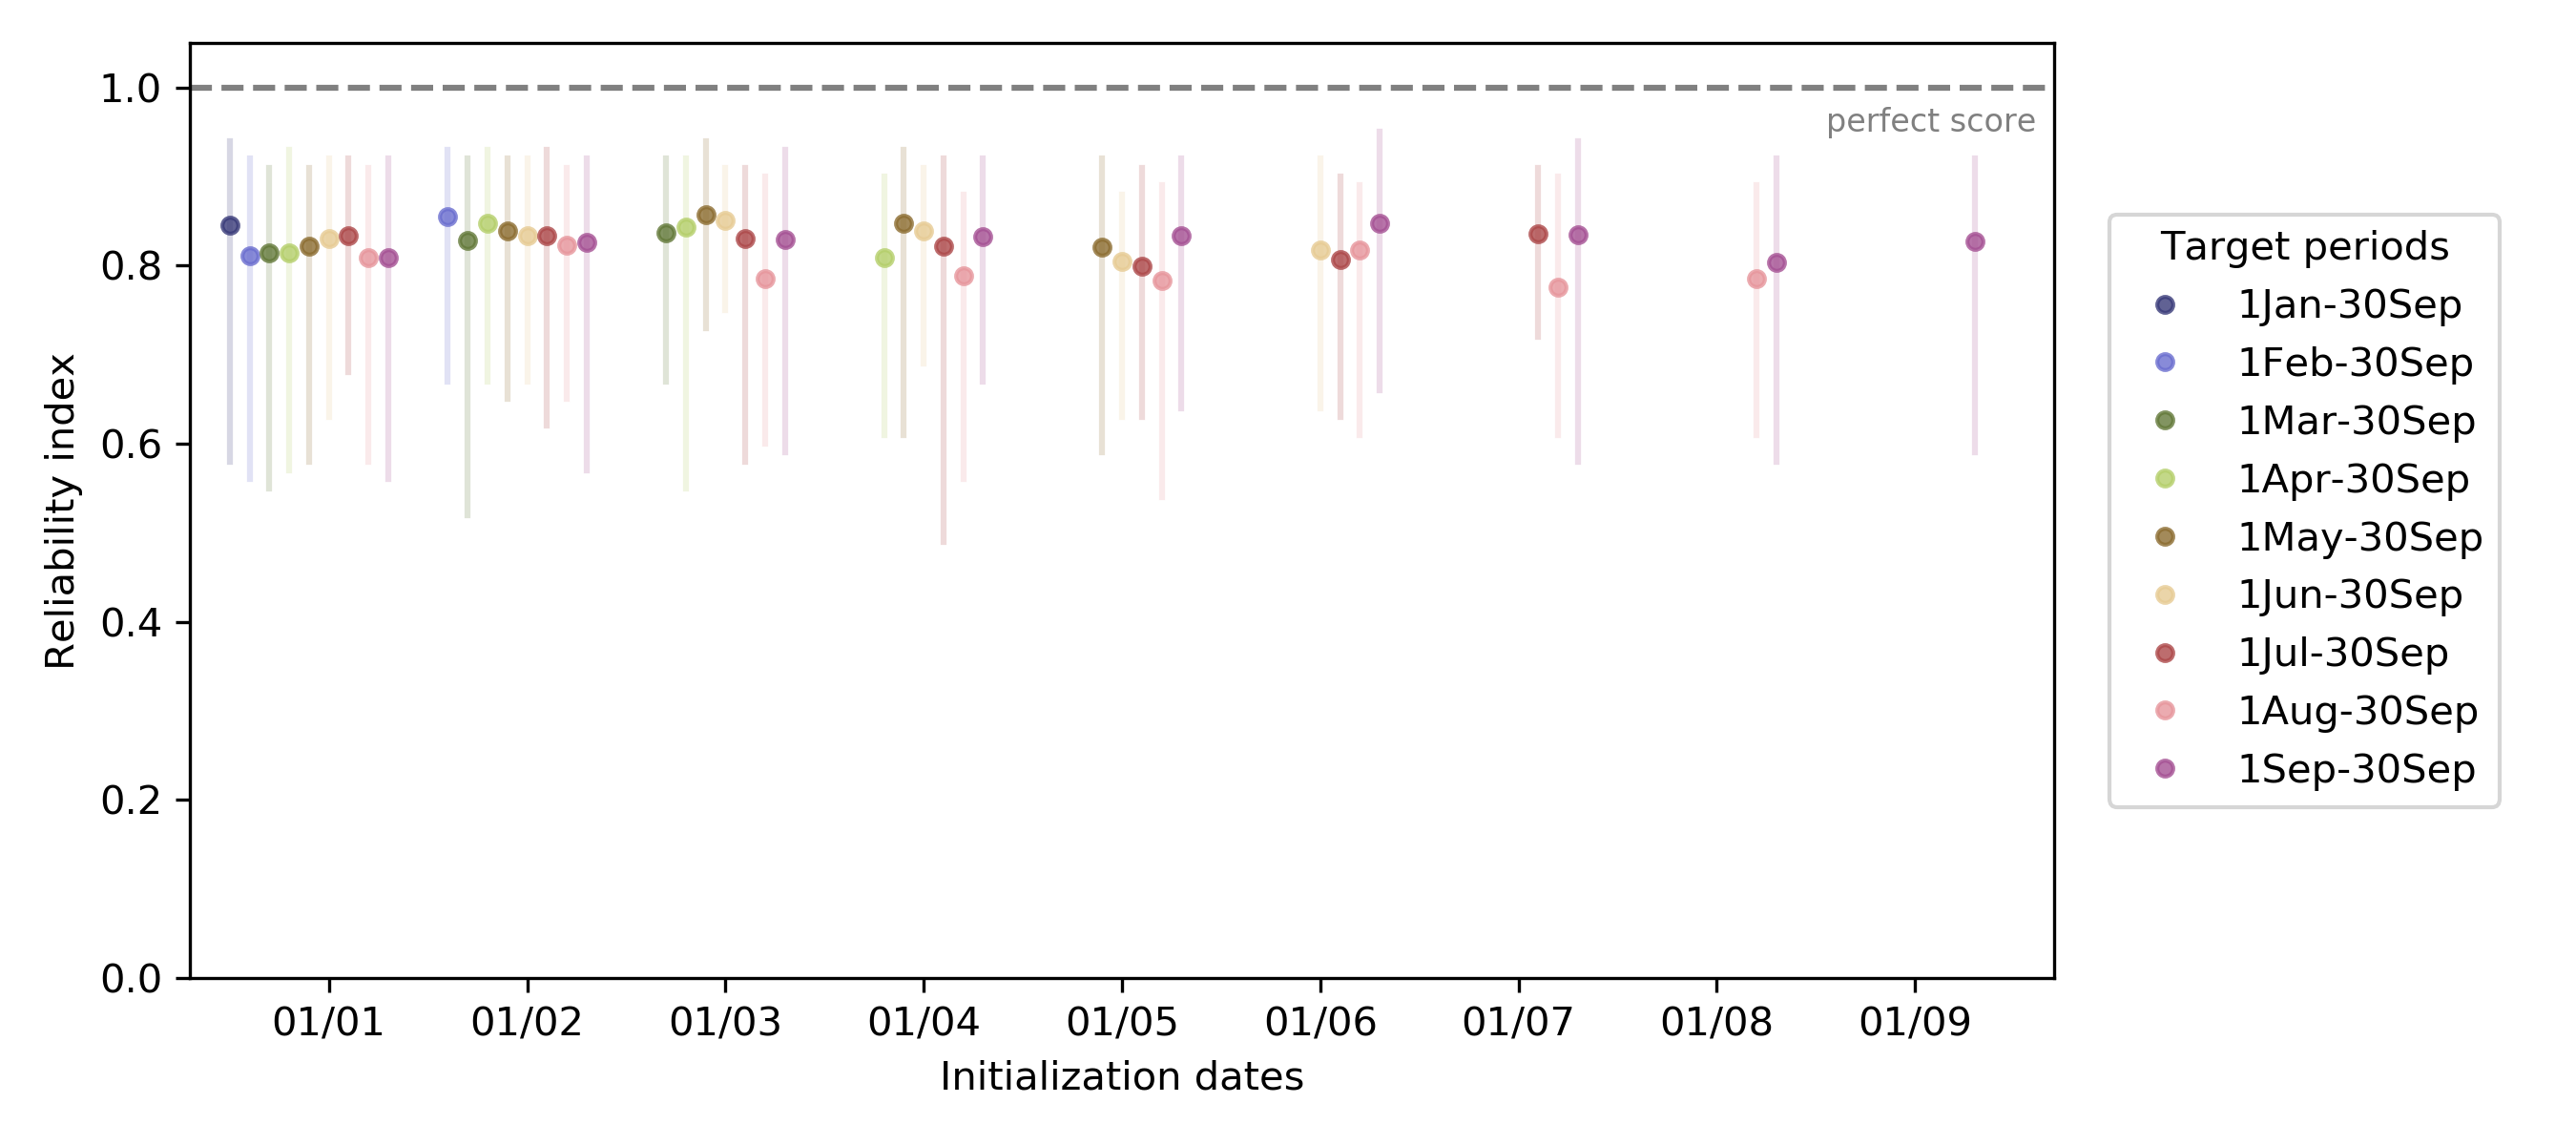 1.0
perfect score
0.8
0.6
0.4
0.2
0.0
Reliability index
01/01 01/02 01/03 01/04 01/05 01/06 01/07 01/08 01/09
Initialization dates
Target periods
1Jan-30Sep
1Feb-30Sep
1Mar-30Sep
1Apr-30Sep
1May-30Sep
1Jun-30Sep
1Jul-30Sep
1Aug-30Sep
1Sep-30Sep